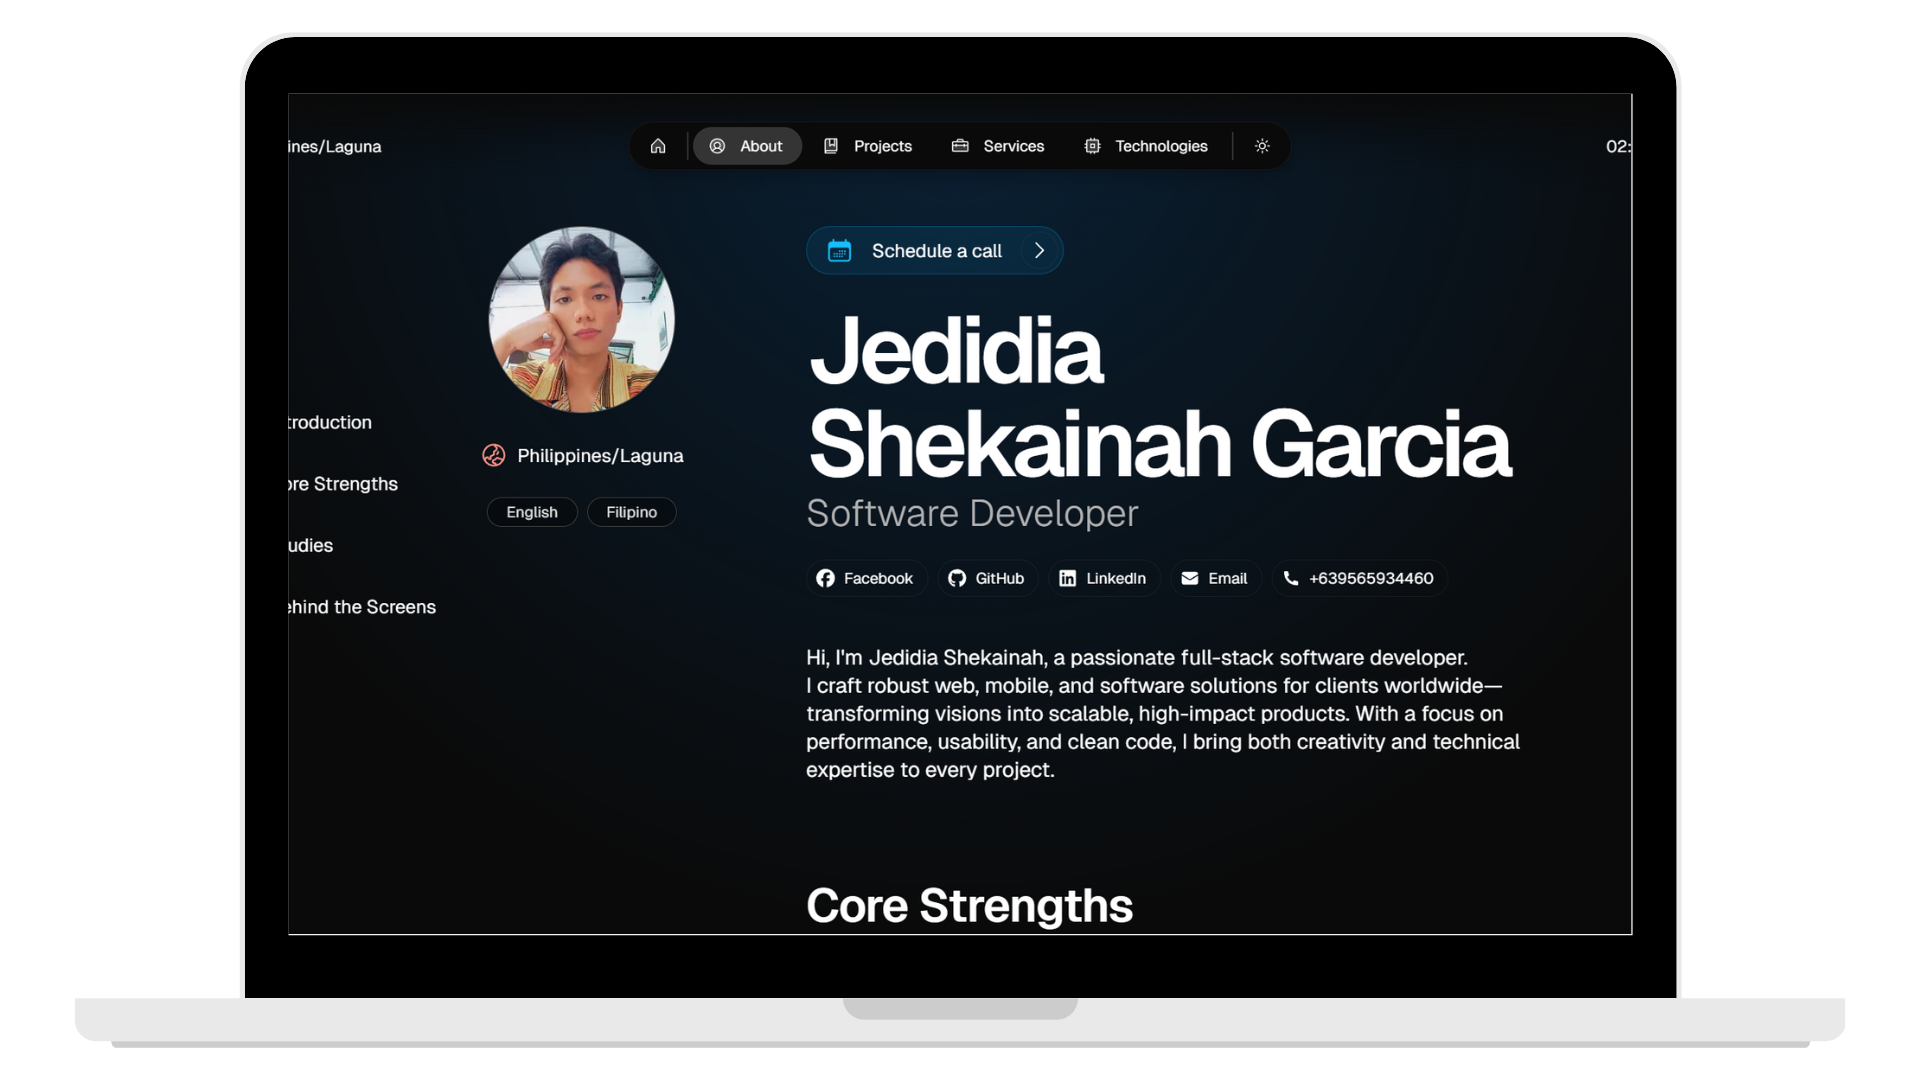 ines/Laguna
About
Projects
Services
Technologies
02:
Schedule a call
Jedidia
Shekainah Garcia
Software Developer
Philippines/Laguna
English
Filipino
troduction
ore Strengths
udies
ehind the Screens
Facebook
GitHub
LinkedIn
Email
+639565934460
Hi, I'm Jedidia Shekainah, a passionate full-stack software developer.
I craft robust web, mobile, and software solutions for clients worldwide—
transforming visions into scalable, high-impact products. With a focus on
performance, usability, and clean code, I bring both creativity and technical
expertise to every project.
Core Strengths